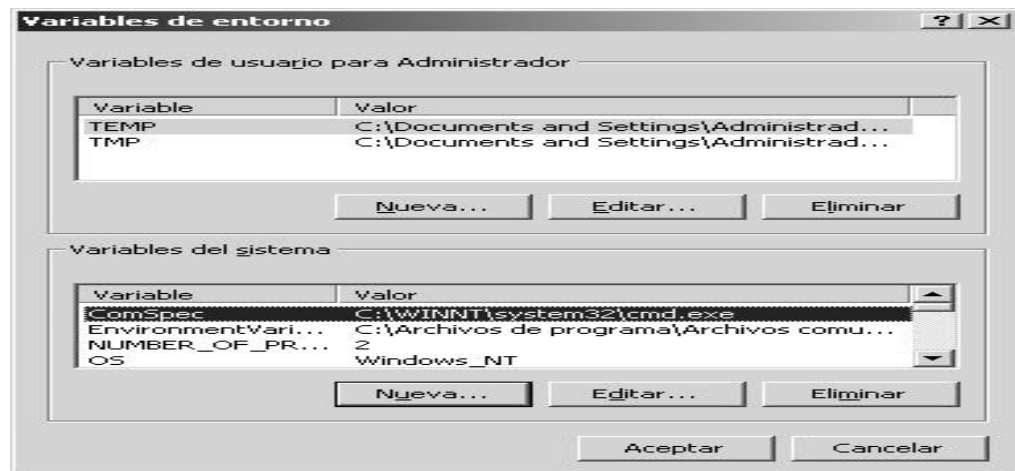 Variables de entorno
Variables de usuario para Administrador
Variable Valor
TEMP C:\Documents and Settings\Administrad...
TMP C:\Documents and Settings\Administrad...
Nueva... Editar... Eliminar
Variables del sistema
Variable Valor
ComSpec C:\WINNT\system32\cmd.exe
EnvironmentVari... C:\Archivos de programa\Archivos comu...
NUMBER_OF_PR... 2
OS Windows_NT
Nueva... Editar... Eliminar
Aceptar Cancelar